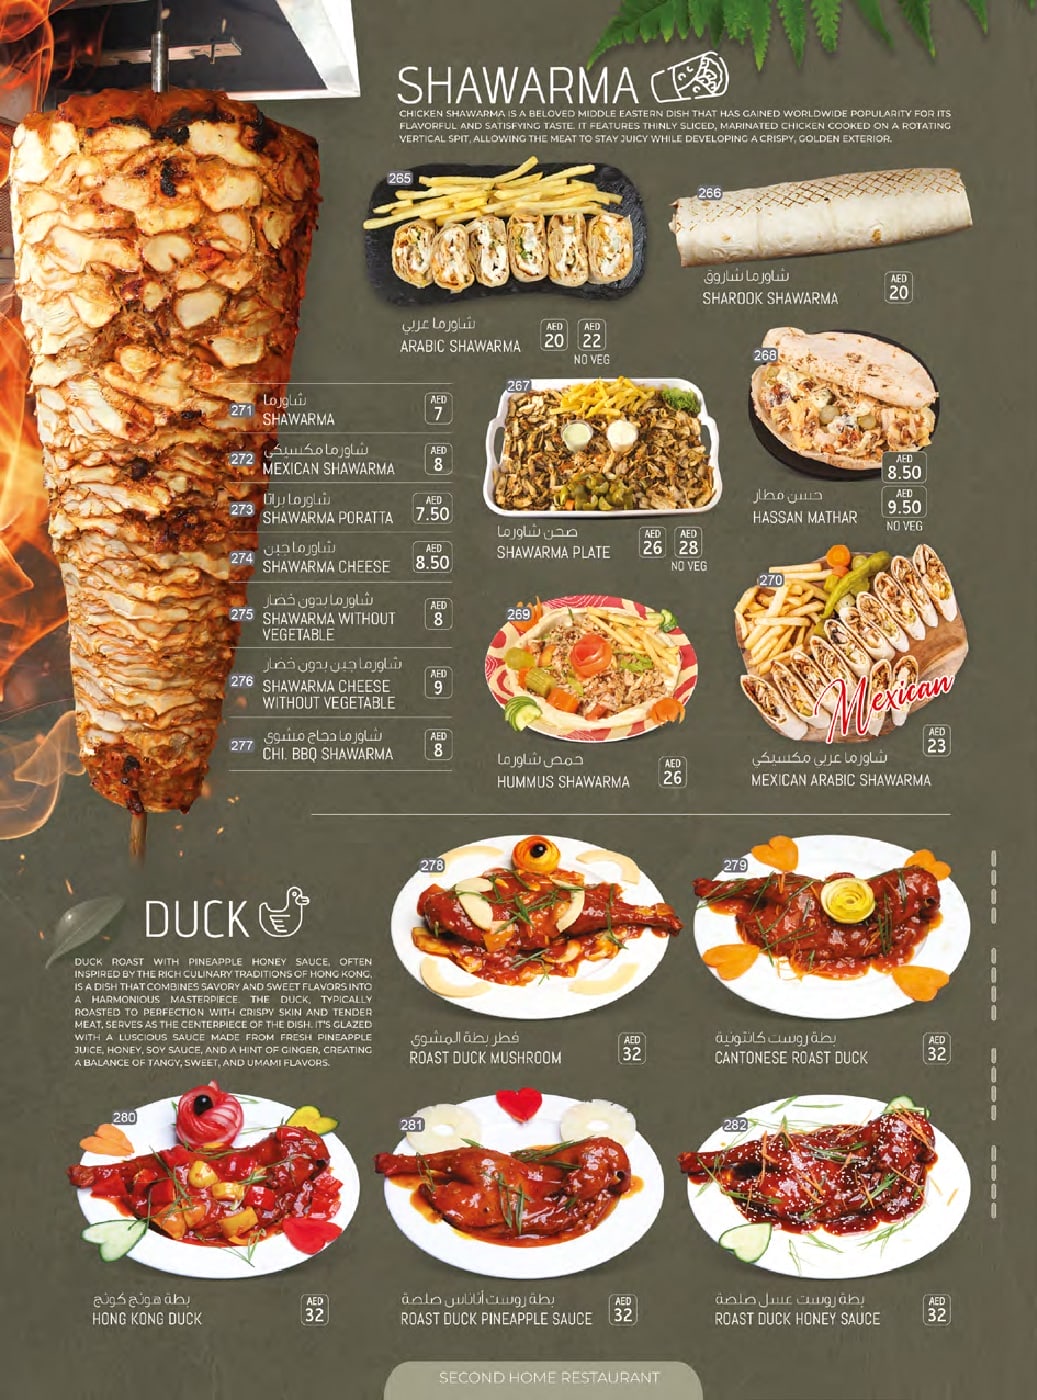 SHAWARMA
CHICKEN SHAWARMA IS A BELOVED MIDDLE EASTERN DISH THAT HAS GAINED WORLDWIDE POPULARITY FOR ITS
FLAVORFUL AND SATISFYING TASTE. IT FEATURES THINLY SLICED, MARINATED CHICKEN COOKED ON A ROTATING
VERTICAL SPIT, ALLOWING THE MEAT TO STAY JUICY WHILE DEVELOPING A CRISPY, GOLDEN EXTERIOR.
265
شاورما عربي
ARABIC SHAWARMA
AED 20
AED 22
NO VEG
266
شاورما شاروق
SHAROOK SHAWARMA
AED 20
267
صحن شاورما
SHAWARMA PLATE
AED 26
AED 28
NO VEG
268
حسن مطار
HASSAN MATHAR
AED 8.50
AED 9.50
NO VEG
269
حمص شاورما
HUMMUS SHAWARMA
AED 26
270
Mexican
شاورما عربي مكسيكي
MEXICAN ARABIC SHAWARMA
AED 23
271
شاورما
SHAWARMA
AED 7
272
شاورما مكسيكي
MEXICAN SHAWARMA
AED 8
273
شاورما براتا
SHAWARMA PORATTA
AED 7.50
274
شاورما جبن
SHAWARMA CHEESE
AED 8.50
275
شاورما بدون خضار
SHAWARMA WITHOUT
VEGETABLE
AED 8
276
شاورما جبن بدون خضار
SHAWARMA CHEESE
WITHOUT VEGETABLE
AED 9
277
شاورما دجاج مشوي
CHI. BBQ SHAWARMA
AED 8
DUCK
DUCK ROAST WITH PINEAPPLE HONEY SAUCE, OFTEN
INSPIRED BY THE RICH CULINARY TRADITIONS OF HONG KONG,
IS A DISH THAT COMBINES SAVORY AND SWEET FLAVORS INTO
A HARMONIOUS MASTERPIECE. THE DUCK, TYPICALLY
ROASTED TO PERFECTION WITH CRISPY SKIN AND TENDER
MEAT, SERVES AS THE CENTERPIECE OF THE DISH. IT'S GLAZED
WITH A LUSCIOUS SAUCE MADE FROM FRESH PINEAPPLE
JUICE, HONEY, SOY SAUCE, AND A HINT OF GINGER, CREATING
A BALANCE OF TANGY, SWEET, AND UMAMI FLAVORS.
278
فطر بطة المشوي
ROAST DUCK MUSHROOM
AED 32
279
بطة روست كانتونية
CANTONESE ROAST DUCK
AED 32
280
بطة هونج كونج
HONG KONG DUCK
AED 32
281
بطة روست أناناس صلصة
ROAST DUCK PINEAPPLE SAUCE
AED 32
282
بطة روست عسل صلصة
ROAST DUCK HONEY SAUCE
AED 32
SECOND HOME RESTAURANT